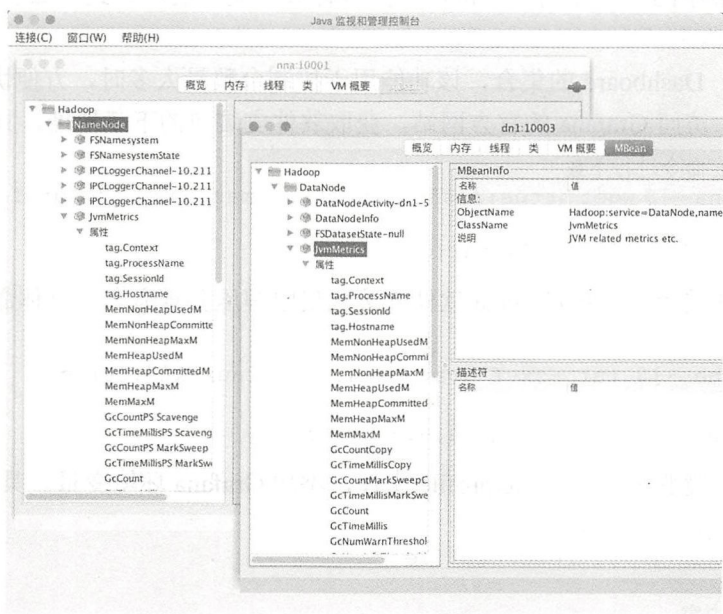 Java 监视和管理控制台
连接(C) 窗口(W) 帮助(H)
nna:10001
概览 内存 线程 类 VM 概要
Hadoop
NameNode
FSNamesystem
FSNamesystemState
IPCLoggerChannel-10.211
IPCLoggerChannel-10.211
IPCLoggerChannel-10.211
JvmMetrics
属性
tag.Context
tag.ProcessName
tag.SessionId
tag.Hostname
MemNonHeapUsedM
MemNonHeapCommitte
MemNonHeapMaxM
MemHeapUsedM
MemHeapCommittedM
MemHeapMaxM
MemMaxM
GcCountPS Scavenge
GcTimeMillisPS Scaveng
GcCountPS MarkSweep
GcTimeMillisPS MarkSw
GcCount
dn1:10003
概览 内存 线程 类 VM 概要 MBean
Hadoop
DataNode
DataNodeActivity-dn1-5
DataNodeInfo
FSDatasetState-null
JvmMetrics
属性
tag.Context
tag.ProcessName
tag.SessionId
tag.Hostname
MemNonHeapUsedM
MemNonHeapCommi
MemNonHeapMaxM
MemHeapUsedM
MemHeapCommitted
MemHeapMaxM
MemMaxM
GcCountCopy
GcTimeMillisCopy
GcCountMarkSweepC
GcTimeMillisMarkSwe
GcCount
GcTimeMillis
GcNumWarnThreshol
MBeanInfo
名称 值
信息:
ObjectName Hadoop:service=DataNode,name
ClassName JvmMetrics
说明 JVM related metrics etc.
描述符
名称 值